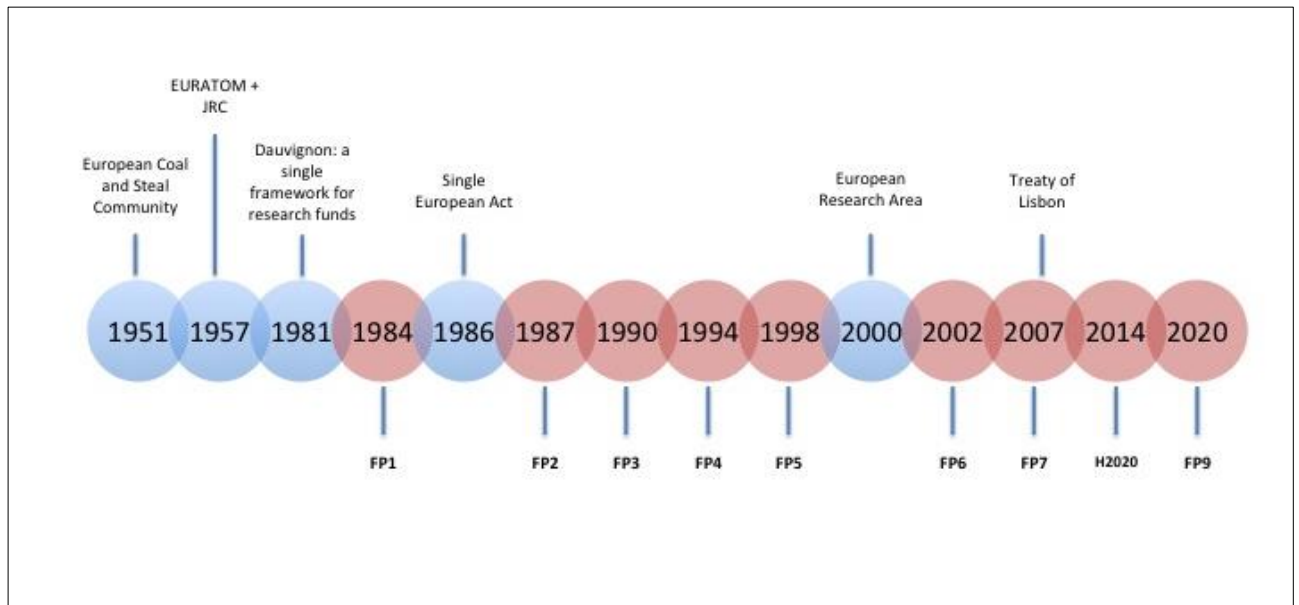 EURATOM +
JRC
European Coal
and Steal
Community
Dauvignon: a
single
framework for
research funds
Single
European Act
European
Research Area
Treaty of
Lisbon
1951 1957 1981 1984 1986 1987 1990 1994 1998 2000 2002 2007 2014 2020
FP1 FP2 FP3 FP4 FP5 FP6 FP7 H2020 FP9